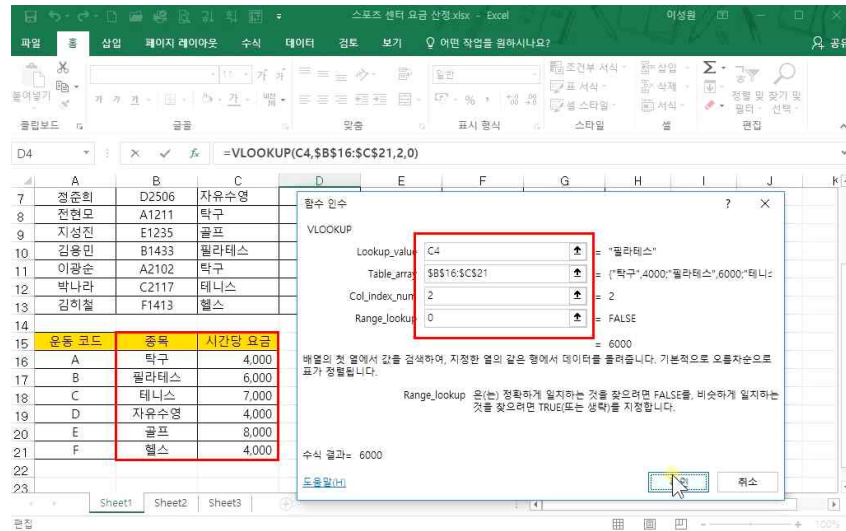 스포츠 센터 요금 산정.xlsx - Excel 이성원
파일 홈 삽입 페이지 레이아웃 수식 데이터 검토 보기 어떤 작업을 원하시나요? 공유
붙여넣기 11 가 가 일반 조건부 서식 표 서식 셀 스타일 삽입 삭제 서식 정렬 및 필터 찾기 및 선택
클립보드 글꼴 맞춤 표시 형식 스타일 셀 편집
D4 =VLOOKUP(C4,$B$16:$C$21,2,0)
A B C D E F G H I J K
7 정준희 D2506 자유수영
8 전현모 A1211 탁구
9 지성진 E1235 골프
10 김용민 B1433 필라테스
11 이광순 A2102 탁구
12 박나라 C2117 테니스
13 김히철 F1413 헬스
14
15 운동 코드 종목 시간당 요금
16 A 탁구 4,000
17 B 필라테스 6,000
18 C 테니스 7,000
19 D 자유수영 4,000
20 E 골프 8,000
21 F 헬스 4,000
22
23
함수 인수 ? ×
VLOOKUP
Lookup_value C4 = "필라테스"
Table_array $B$16:$C$21 = {"탁구",4000;"필라테스",6000;"테니스
Col_index_num 2 = 2
Range_lookup 0 = FALSE
= 6000
배열의 첫 열에서 값을 검색하여, 지정한 열의 같은 행에서 데이터를 돌려줍니다. 기본적으로 오름차순으로
표가 정렬됩니다.
Range_lookup 은(는) 정확하게 일치하는 것을 찾으려면 FALSE를, 비슷하게 일치하는
것을 찾으려면 TRUE(또는 생략)를 지정합니다.
수식 결과= 6000
도움말(H) 취소
Sheet1 Sheet2 Sheet3
편집 100%